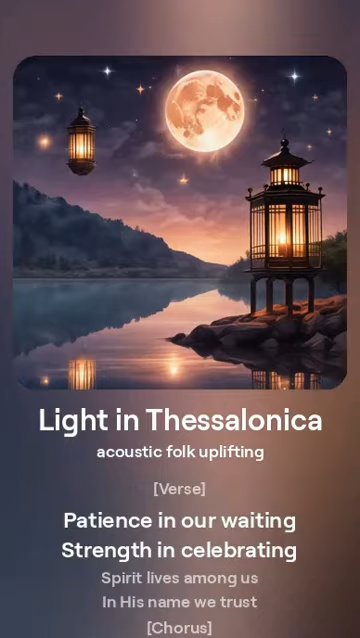 Light in Thessalonica
acoustic folk uplifting
[Verse]
Patience in our waiting
Strength in celebrating
Spirit lives among us
In His name we trust
[Chorus]